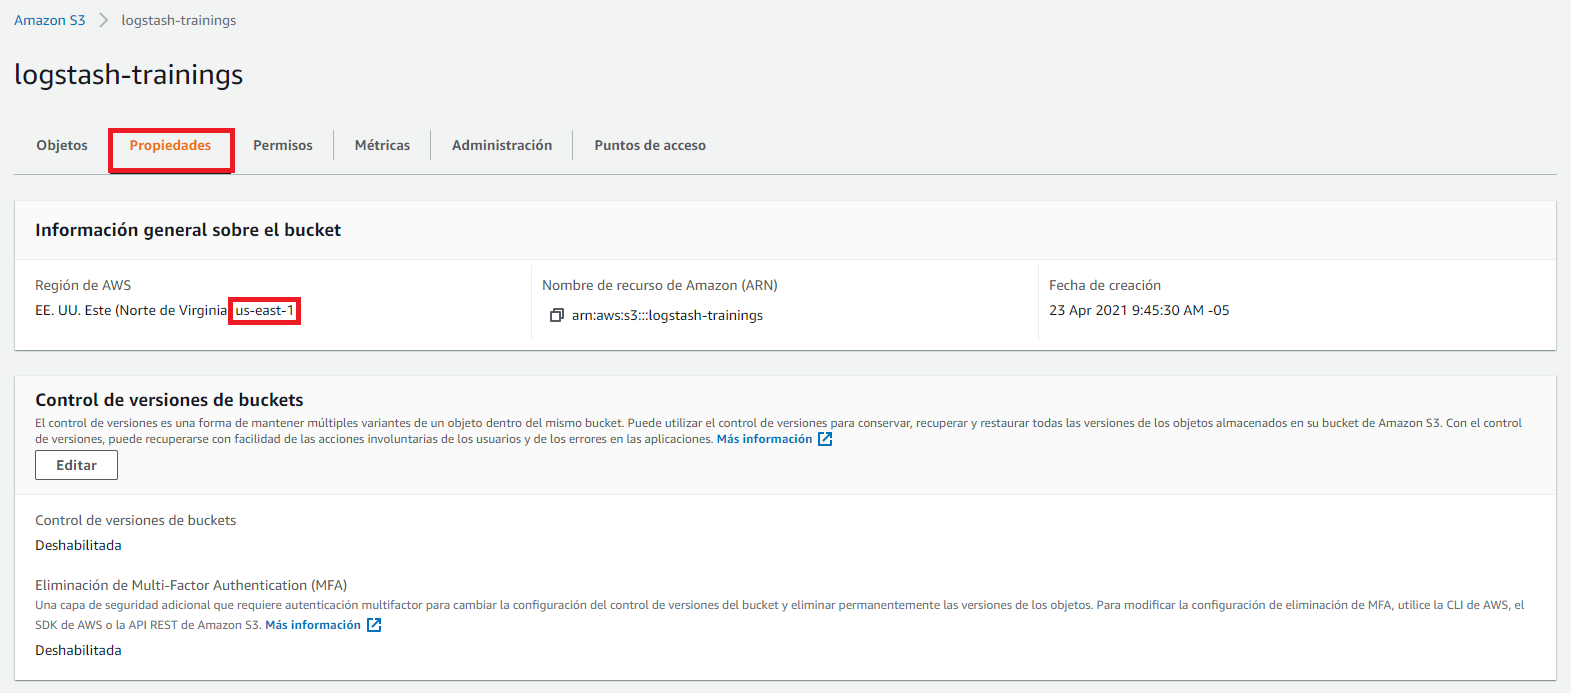 Amazon S3 > logstash-trainings
logstash-trainings
Objetos Propiedades Permisos Métricas Administración Puntos de acceso
Información general sobre el bucket
Región de AWS
EE. UU. Este (Norte de Virginia us-east-1
Nombre de recurso de Amazon (ARN)
arn:aws:s3:::logstash-trainings
Fecha de creación
23 Apr 2021 9:45:30 AM -05
Control de versiones de buckets
El control de versiones es una forma de mantener múltiples variantes de un objeto dentro del mismo bucket. Puede utilizar el control de versiones para conservar, recuperar y restaurar todas las versiones de los objetos almacenados en su bucket de Amazon S3. Con el control
de versiones, puede recuperarse con facilidad de las acciones involuntarias de los usuarios y de los errores en las aplicaciones. Más información
Editar
Control de versiones de buckets
Deshabilitada
Eliminación de Multi-Factor Authentication (MFA)
Una capa de seguridad adicional que requiere autenticación multifactor para cambiar la configuración del control de versiones del bucket y eliminar permanentemente las versiones de los objetos. Para modificar la configuración de eliminación de MFA, utilice la CLI de AWS, el
SDK de AWS o la API REST de Amazon S3. Más información
Deshabilitada